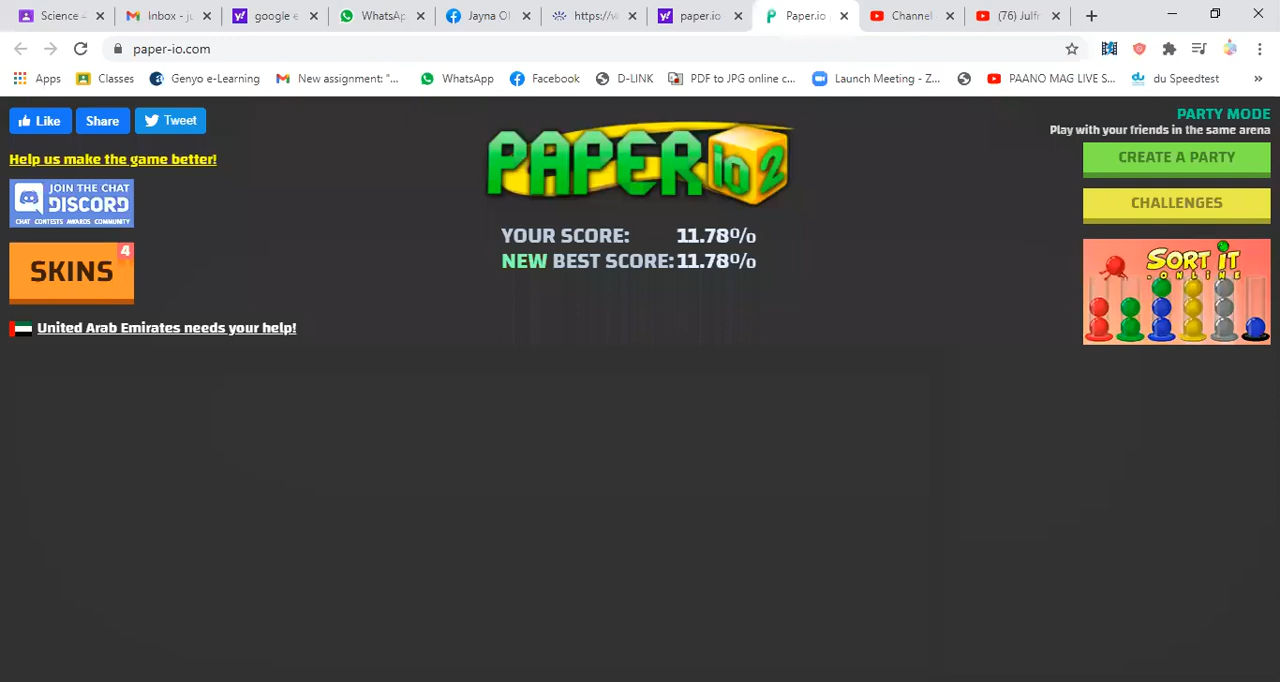 Science -
Inbox - ju
google e
WhatsAp
Jayna Ol
https://w
paper.io
Paper.io
Channel
(76) Julfr
paper-io.com
Apps
Classes
Genyo e-Learning
New assignment: "...
WhatsApp
Facebook
D-LINK
PDF to JPG online c...
Launch Meeting - Z...
PAANO MAG LIVE S...
du Speedtest
»
Like
Share
Tweet
Help us make the game better!
JOIN THE CHAT
DISCORD
CHAT CONTESTS AWARDS COMMUNITY
SKINS
4
United Arab Emirates needs your help!
PAPER io 2
YOUR SCORE: 11.78%
NEW BEST SCORE: 11.78%
PARTY MODE
Play with your friends in the same arena
CREATE A PARTY
CHALLENGES
SORT IT
.ONLINE